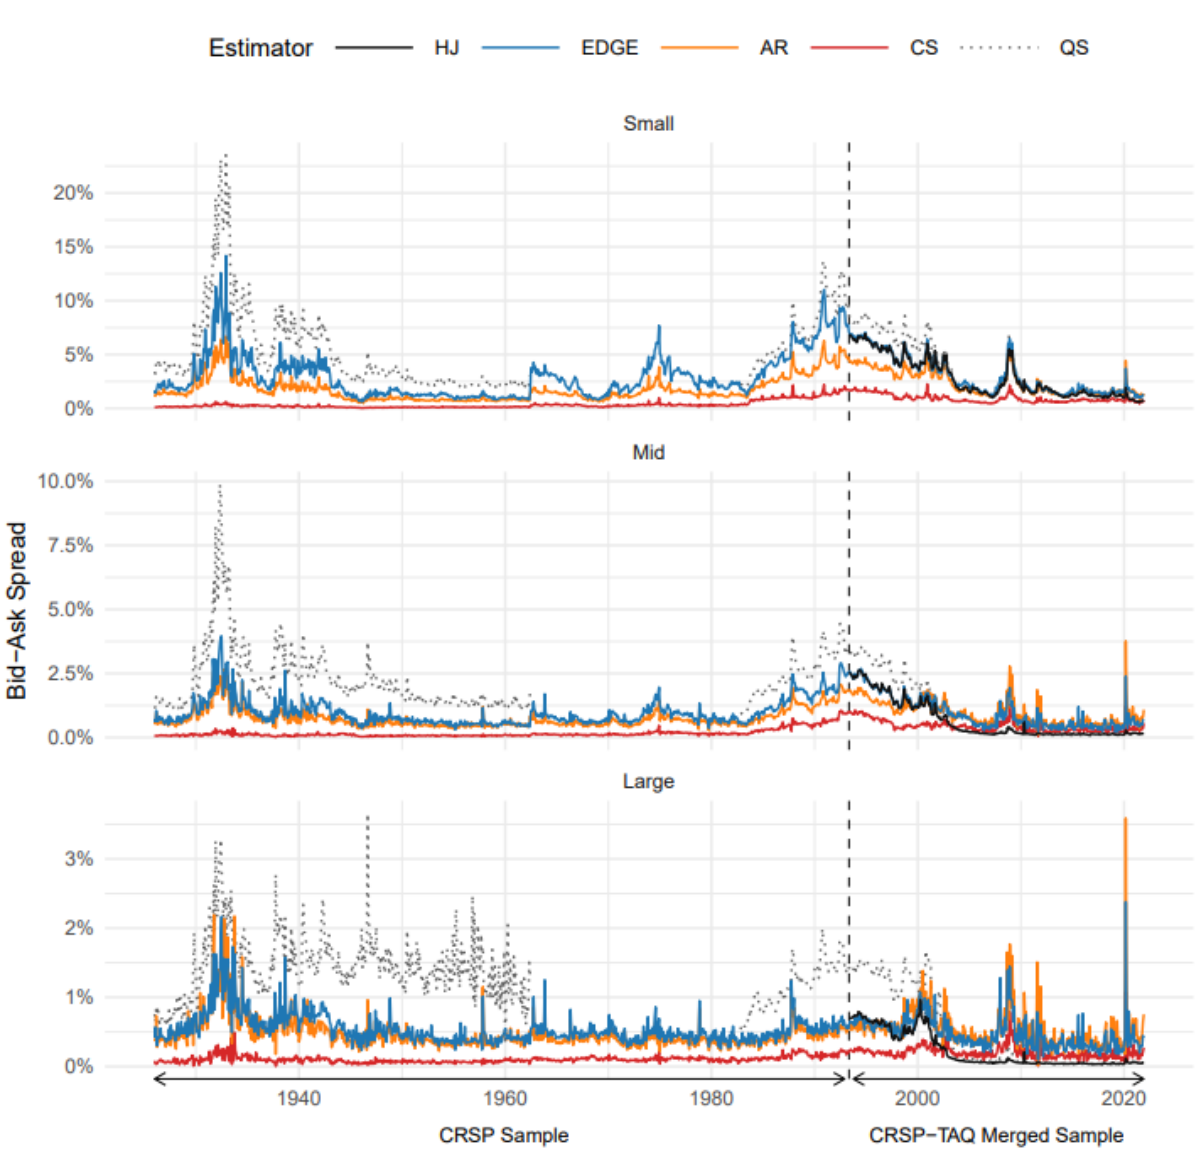 Estimator HJ EDGE AR CS QS
Small
20%
15%
10%
5%
0%
Mid
10.0%
7.5%
5.0%
2.5%
0.0%
Bid−Ask Spread
Large
3%
2%
1%
0%
1940 1960 1980 2000 2020
CRSP Sample CRSP−TAQ Merged Sample